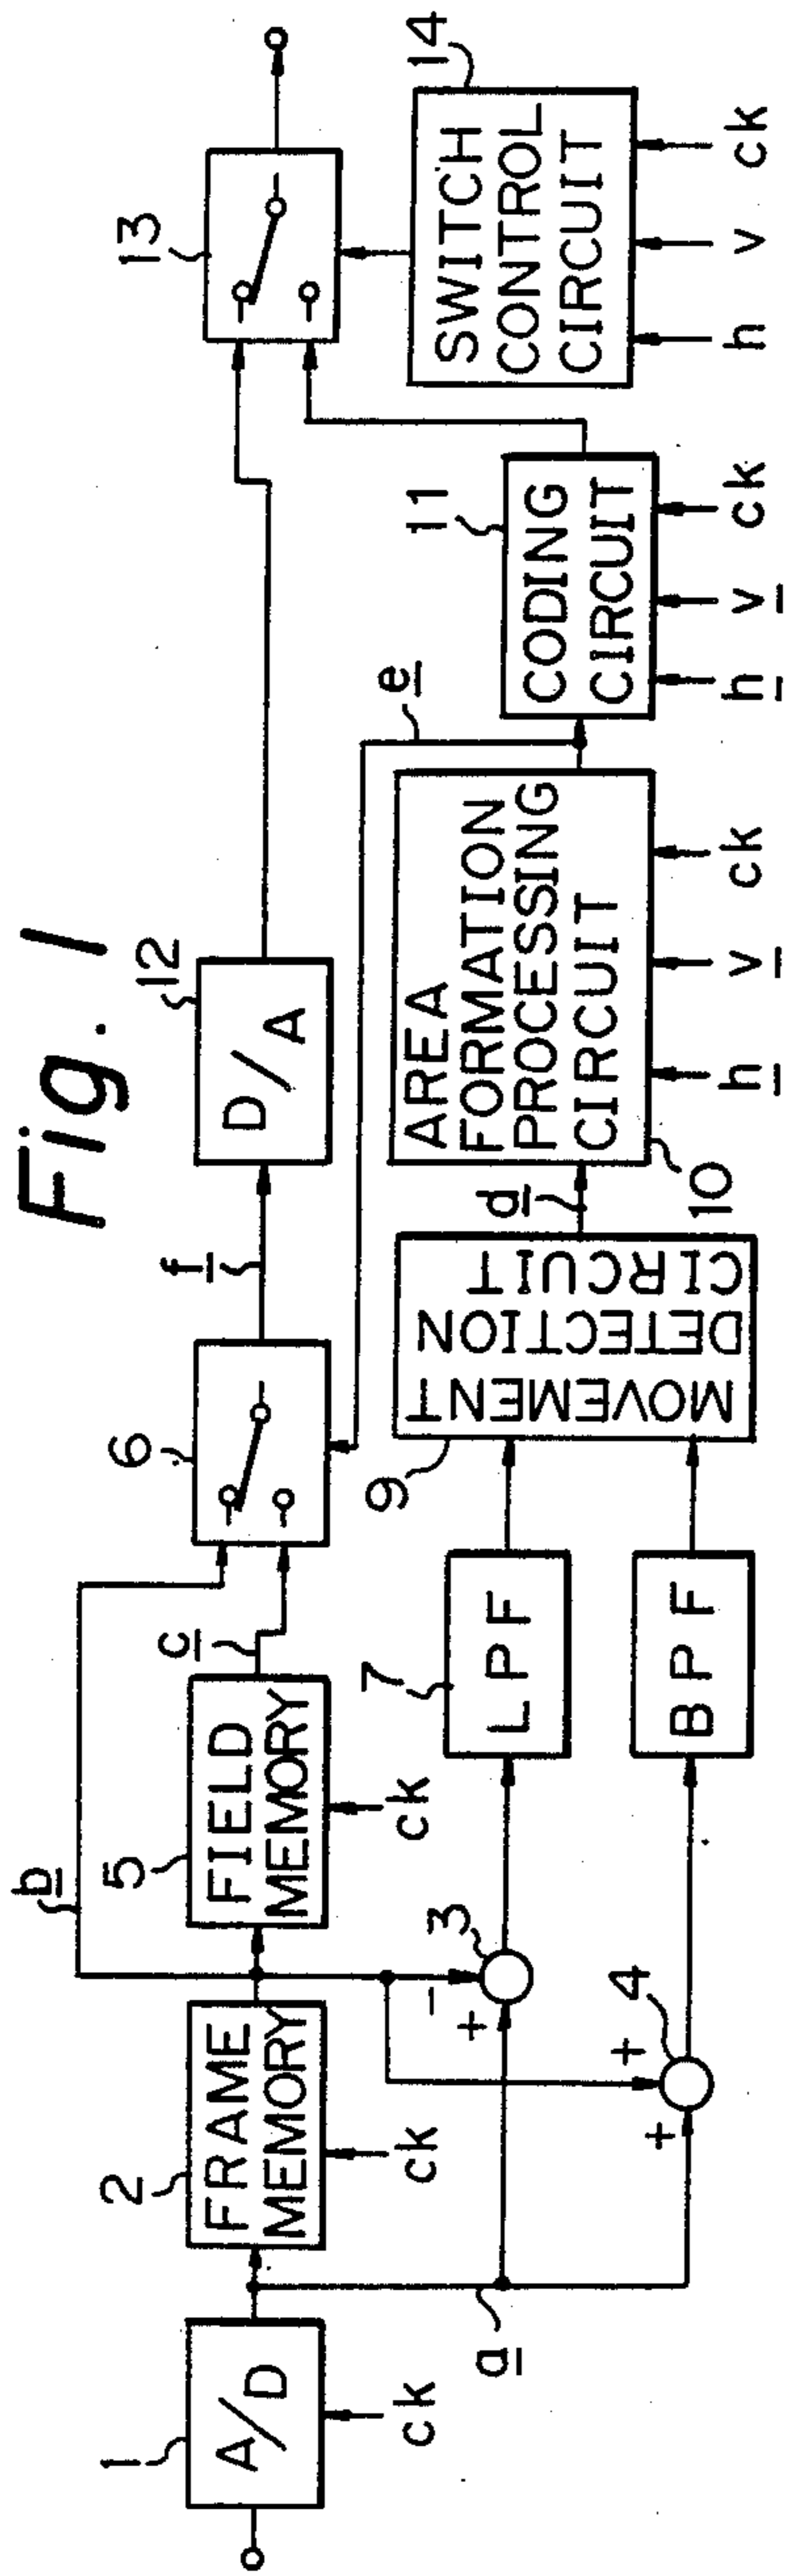 Fig. 1
1
A/D
ck
a
2
FRAME
MEMORY
ck
b
5
FIELD
MEMORY
ck
c
6
f
12
D/A
13
3
-
+
4
+
+
7
LPF
BPF
9
MOVEMENT
DETECTION
CIRCUIT
d
10
AREA
FORMATION
PROCESSING
CIRCUIT
h
v
ck
e
11
CODING
CIRCUIT
h
v
ck
14
SWITCH
CONTROL
CIRCUIT
h
v
ck